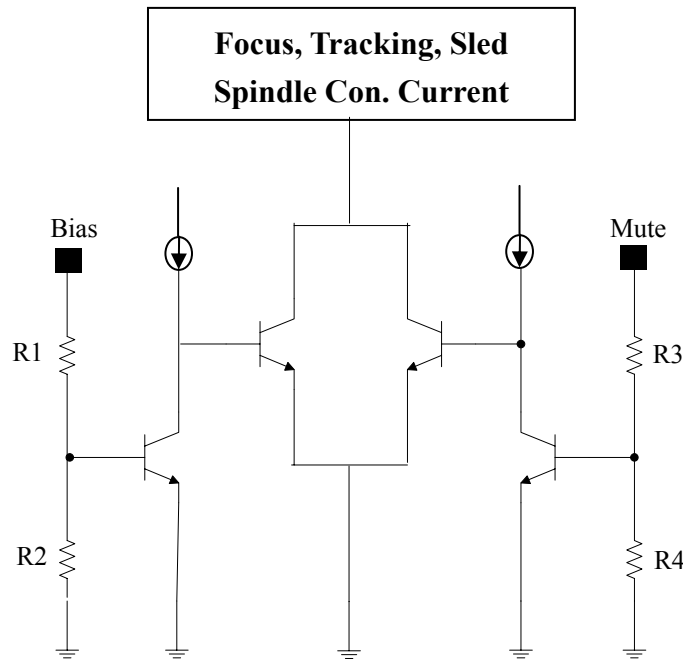 Focus, Tracking, Sled
Spindle Con. Current
Bias
Mute
R1
R3
R2
R4